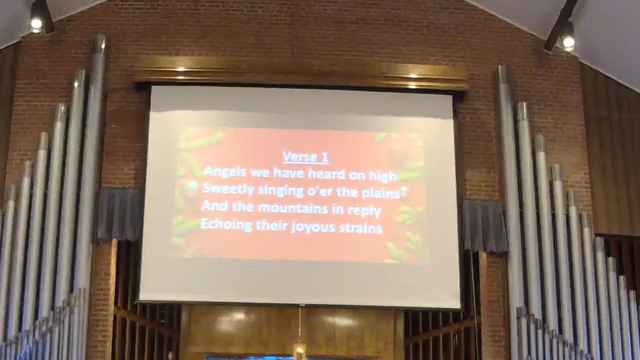 Verse 1
Angels we have heard on high
Sweetly singing o'er the plains
And the mountains in reply
Echoing their joyous strains